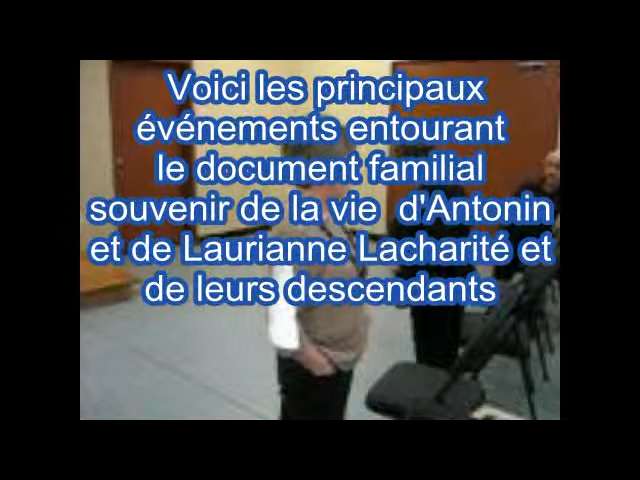 Voici les principaux
événements entourant
le document familial
souvenir de la vie d'Antonin
et de Laurianne Lacharité et
de leurs descendants